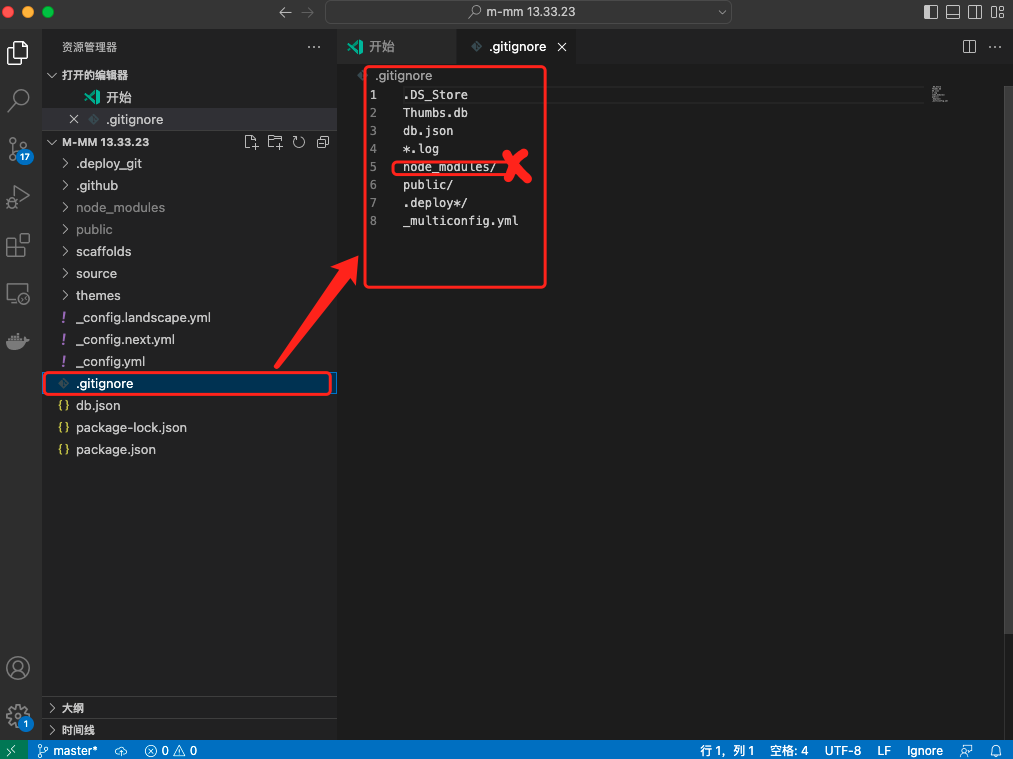 m-mm 13.33.23
资源管理器
打开的编辑器
开始
.gitignore
M-MM 13.33.23
.deploy_git
.github
node_modules
public
scaffolds
source
themes
! _config.landscape.yml
! _config.next.yml
! _config.yml
.gitignore
{} db.json
{} package-lock.json
{} package.json
大纲
时间线
17
1
开始
.gitignore
.gitignore
1 .DS_Store
2 Thumbs.db
3 db.json
4 *.log
5 node_modules/
6 public/
7 .deploy*/
8 _multiconfig.yml
master* 0 0 行 1，列 1 空格: 4 UTF-8 LF Ignore